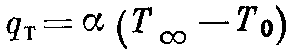 q_T = α (T_∞ − T_0)